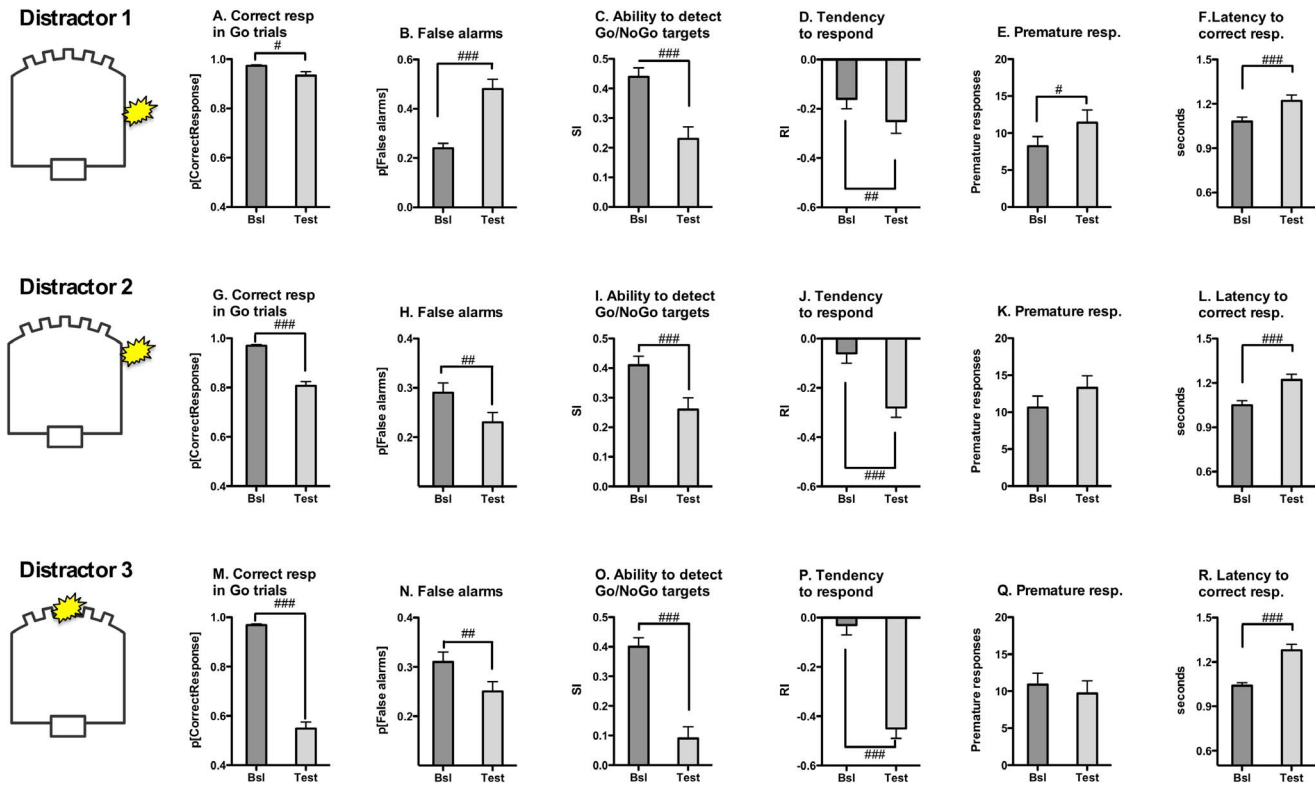 Distractor 1
A. Correct resp
in Go trials
#
p[CorrectResponse]
1.0
0.8
0.6
0.4
Bsl Test
B. False alarms
###
p[False alarms]
0.6
0.4
0.2
0.0
Bsl Test
C. Ability to detect
Go/NoGo targets
###
SI
0.5
0.4
0.3
0.2
0.1
0.0
Bsl Test
D. Tendency
to respond
RI
0.0
-0.2
-0.4
-0.6
##
Bsl Test
E. Premature resp.
#
Premature responses
20
15
10
5
0
Bsl Test
F.Latency to
correct resp.
###
seconds
1.5
1.2
0.9
0.6
Bsl Test
Distractor 2
G. Correct resp
in Go trials
###
p[CorrectResponse]
1.0
0.8
0.6
0.4
Bsl Test
H. False alarms
##
p[False alarms]
0.4
0.3
0.2
Bsl Test
I. Ability to detect
Go/NoGo targets
###
SI
0.5
0.4
0.3
0.2
0.1
0.0
Bsl Test
J. Tendency
to respond
RI
0.0
-0.2
-0.4
-0.6
###
Bsl Test
K. Premature resp.
Premature responses
20
15
10
5
0
Bsl Test
L. Latency to
correct resp.
###
seconds
1.5
1.2
0.9
0.6
Bsl Test
Distractor 3
M. Correct resp
in Go trials
###
p[CorrectResponse]
1.0
0.8
0.6
0.4
Bsl Test
N. False alarms
##
p[False alarms]
0.4
0.3
0.2
Bsl Test
O. Ability to detect
Go/NoGo targets
###
SI
0.5
0.4
0.3
0.2
0.1
0.0
Bsl Test
P. Tendency
to respond
RI
0.0
-0.2
-0.4
-0.6
###
Bsl Test
Q. Premature resp.
Premature responses
20
15
10
5
0
Bsl Test
R. Latency to
correct resp.
###
seconds
1.5
1.2
0.9
0.6
Bsl Test